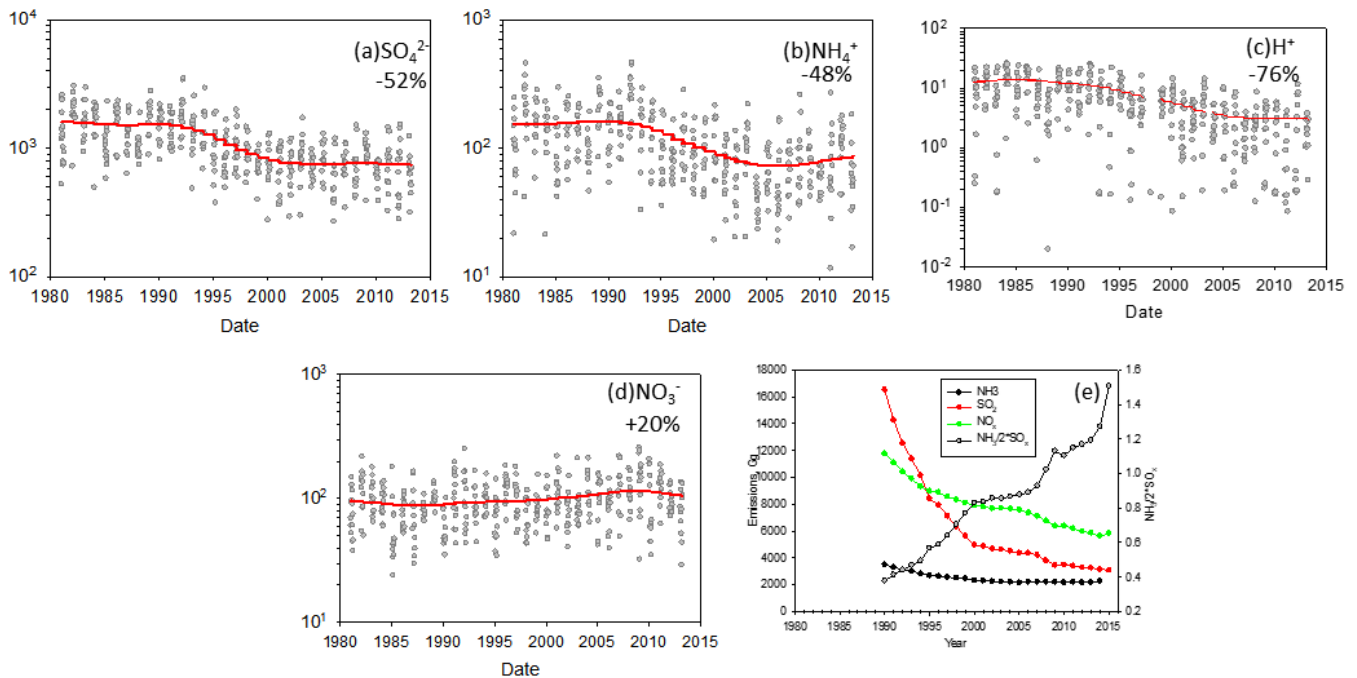 (a)SO₄²⁻
-52%
10⁴
10³
10²
1980 1985 1990 1995 2000 2005 2010 2015
Date
(b)NH₄⁺
-48%
10³
10²
10¹
1980 1985 1990 1995 2000 2005 2010 2015
Date
(c)H⁺
-76%
10²
10¹
10⁰
10⁻¹
10⁻²
1980 1985 1990 1995 2000 2005 2010 2015
Date
(d)NO₃⁻
+20%
10³
10²
10¹
1980 1985 1990 1995 2000 2005 2010 2015
Date
(e)
NH3
SO₂
NOₓ
NH₃/2*SOₓ
18000
16000
14000
12000
10000
8000
6000
4000
2000
0
Emissions, Gg
1.6
1.4
1.2
1.0
0.8
0.6
0.4
0.2
NH₃/2*SOₓ
1980 1985 1990 1995 2000 2005 2010 2015
Year